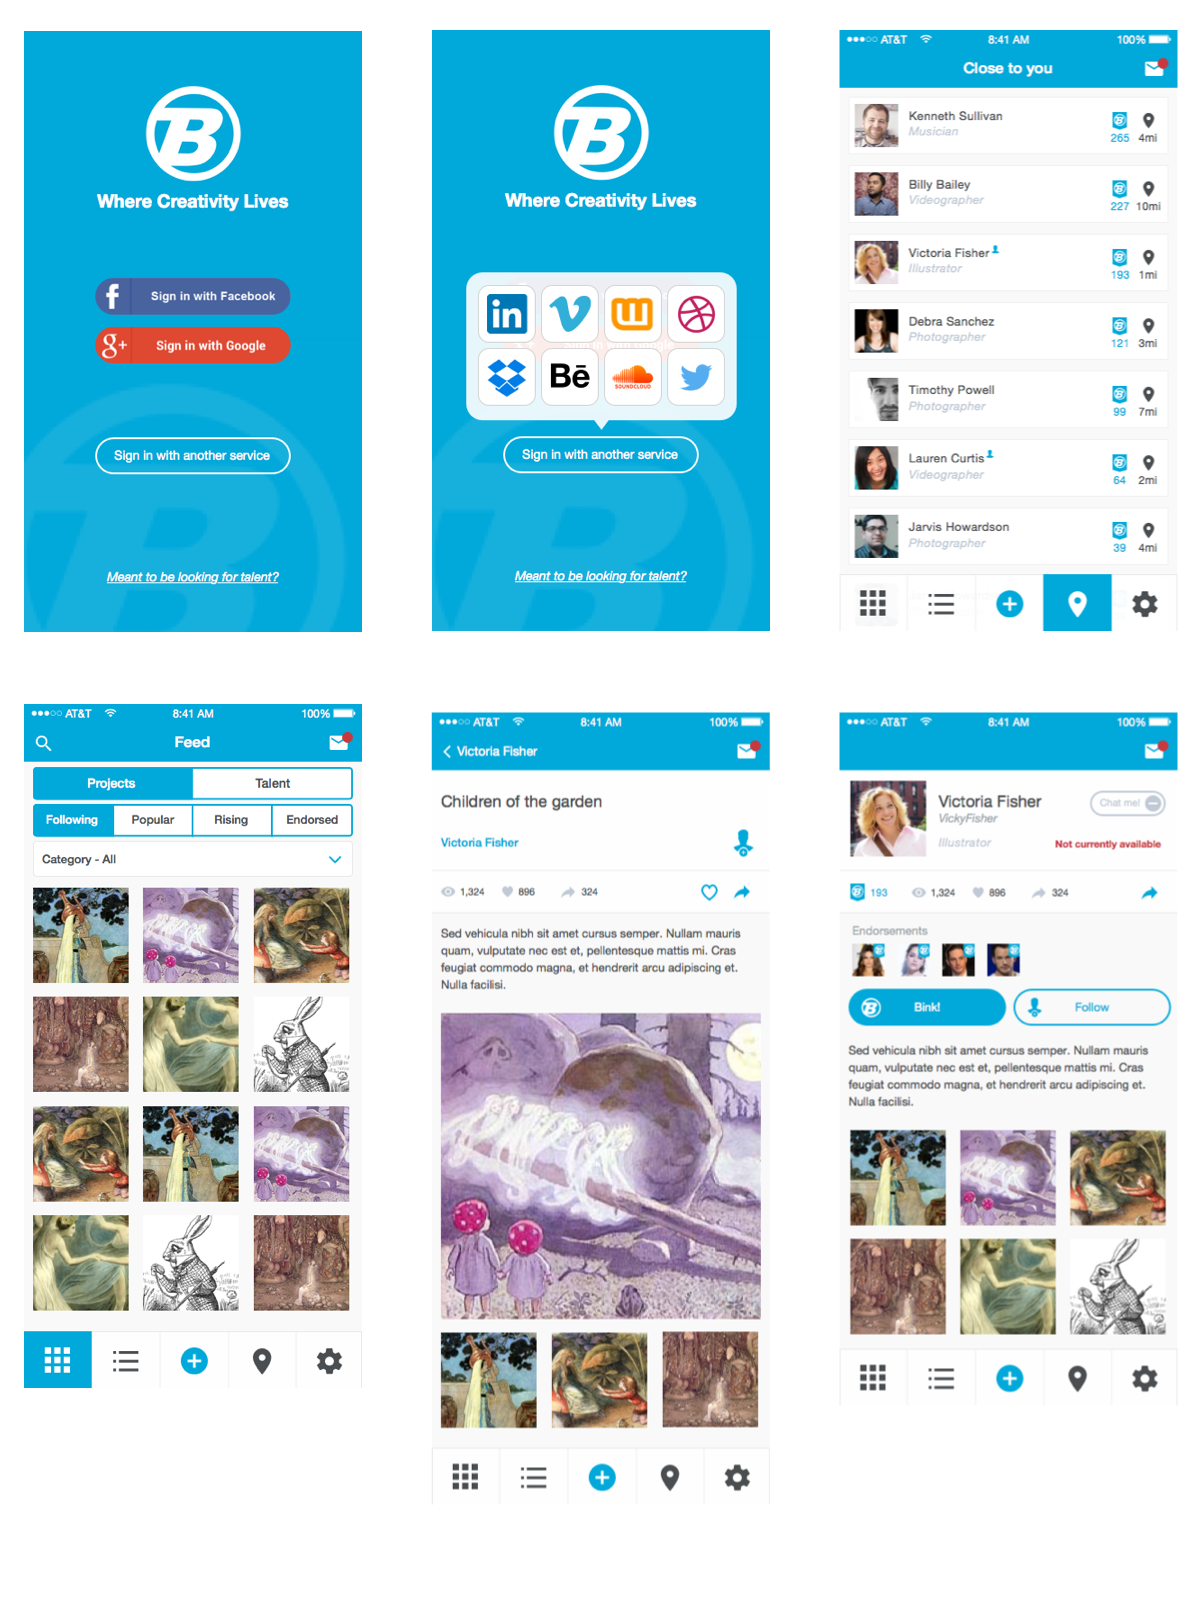 B
Where Creativity Lives
f
Sign in with Facebook
g+
Sign in with Google
Sign in with another service
Meant to be looking for talent?
B
Where Creativity Lives
in
Bē
SOUNDCLOUD
Sign in with another service
Meant to be looking for talent?
AT&T 8:41 AM 100%
Close to you
Kenneth Sullivan
Musician
265 4mi
Billy Bailey
Videographer
227 10mi
Victoria Fisher
Illustrator
193 1mi
Debra Sanchez
Photographer
121 3mi
Timothy Powell
Photographer
99 7mi
Lauren Curtis
Videographer
64 2mi
Jarvis Howardson
Photographer
39 4mi
AT&T 8:41 AM 100%
Feed
Projects Talent
Following Popular Rising Endorsed
Category - All
AT&T 8:41 AM 100%
Victoria Fisher
Children of the garden
Victoria Fisher
1,324 896 324
Sed vehicula nibh sit amet cursus semper. Nullam mauris
quam, vulputate nec est et, pellentesque mattis mi. Cras
feugiat commodo magna, et hendrerit arcu adipiscing et.
Nulla facilisi.
AT&T 8:41 AM 100%
Victoria Fisher
Chat me!
VickyFisher
Illustrator
Not currently available
193 1,324 896 324
Endorsements
Bink! Follow
Sed vehicula nibh sit amet cursus semper. Nullam mauris
quam, vulputate nec est et, pellentesque mattis mi. Cras
feugiat commodo magna, et hendrerit arcu adipiscing et.
Nulla facilisi.